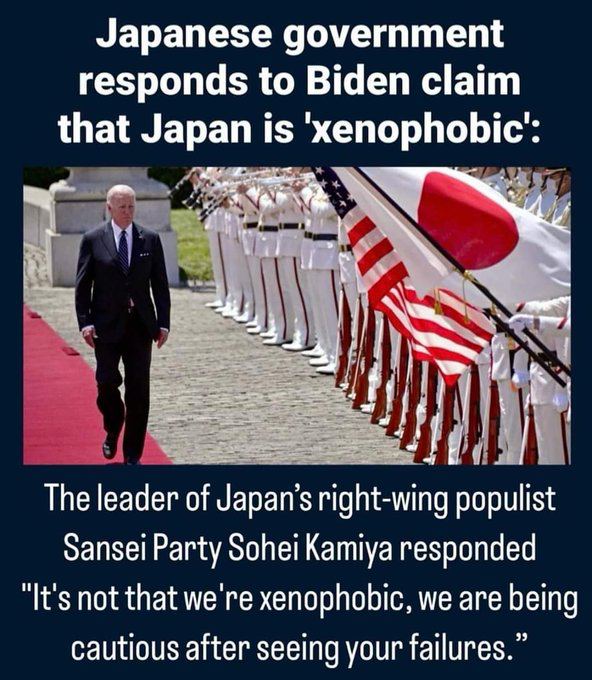 Japanese government
responds to Biden claim
that Japan is 'xenophobic':
The leader of Japan’s right-wing populist
Sansei Party Sohei Kamiya responded
"It's not that we're xenophobic, we are being
cautious after seeing your failures.”